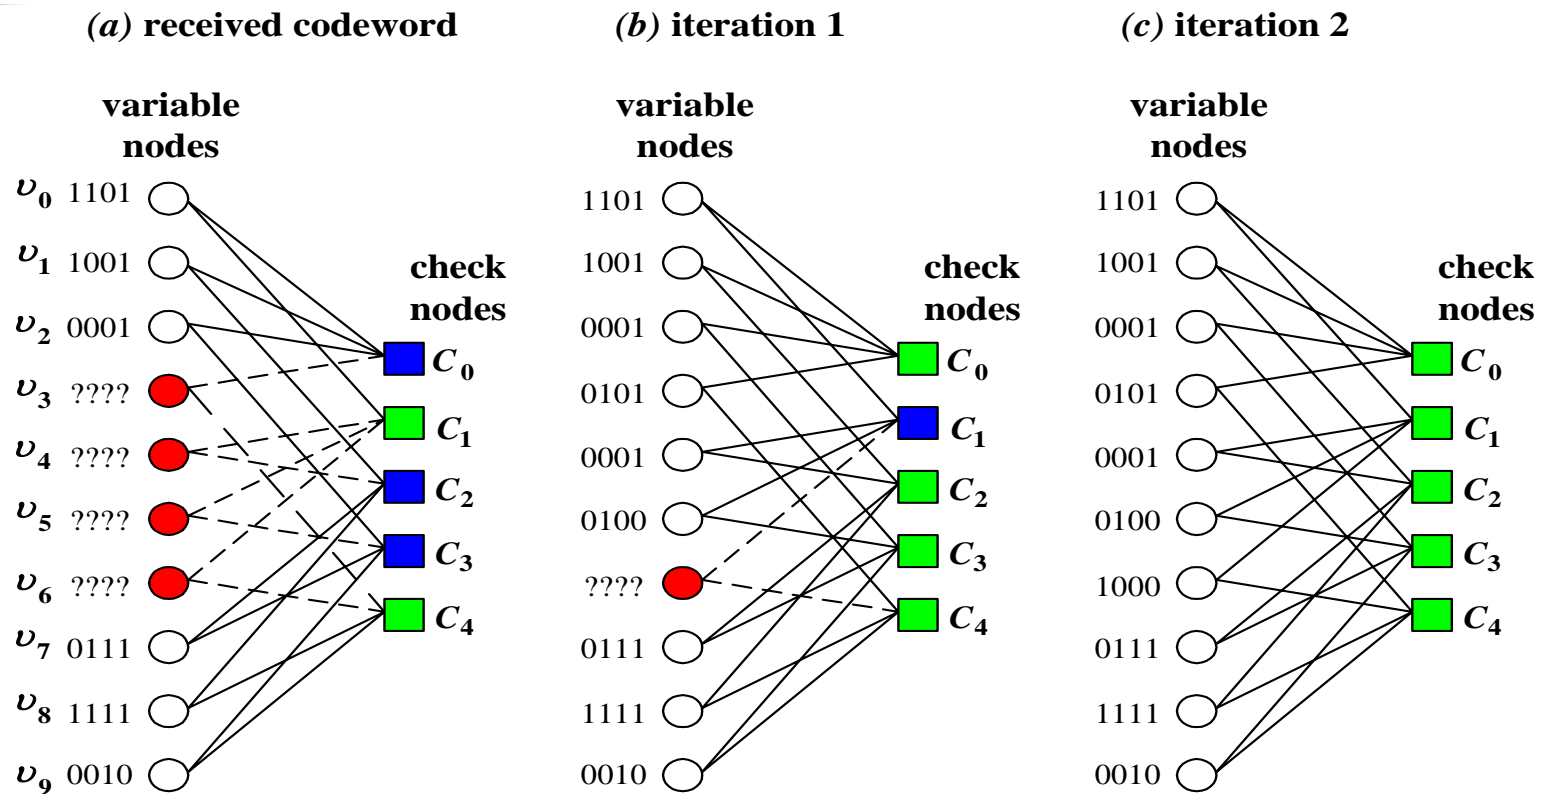 (a) received codeword
variable
nodes
υ0 1101
υ1 1001
υ2 0001
υ3 ????
υ4 ????
υ5 ????
υ6 ????
υ7 0111
υ8 1111
υ9 0010
check
nodes
C0
C1
C2
C3
C4
(b) iteration 1
variable
nodes
1101
1001
0001
0101
0001
0100
????
0111
1111
0010
check
nodes
C0
C1
C2
C3
C4
(c) iteration 2
variable
nodes
1101
1001
0001
0101
0001
0100
1000
0111
1111
0010
check
nodes
C0
C1
C2
C3
C4